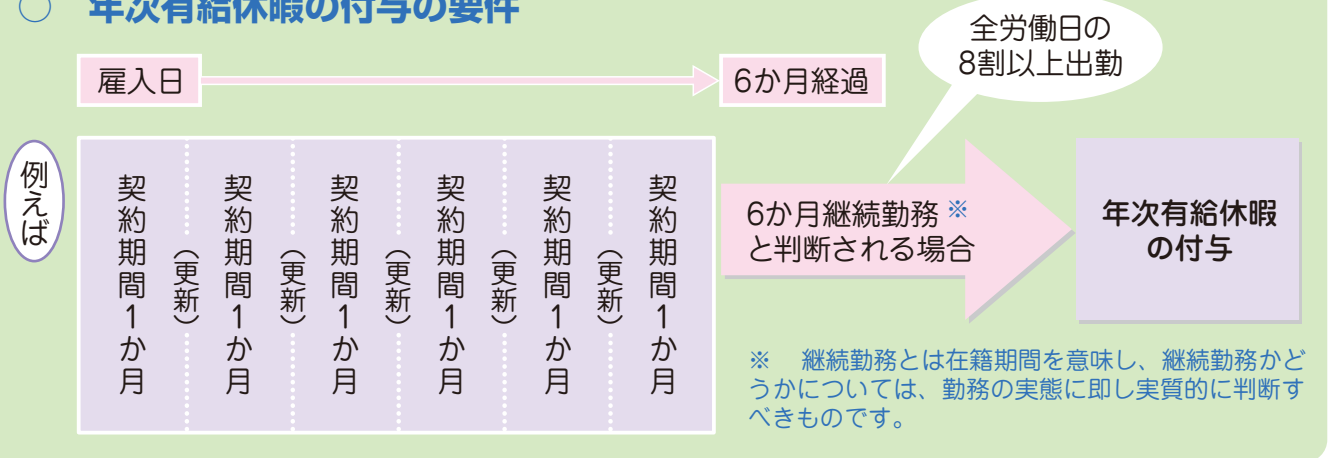 ○ 年次有給休暇の付与の要件
全労働日の
8割以上出勤
雇入日
6か月経過
例えば
契約期間1か月
（更新）
契約期間1か月
（更新）
契約期間1か月
（更新）
契約期間1か月
（更新）
契約期間1か月
（更新）
契約期間1か月
6か月継続勤務※
と判断される場合
年次有給休暇
の付与
※　継続勤務とは在籍期間を意味し、継続勤務かど
うかについては、勤務の実態に即し実質的に判断す
べきものです。